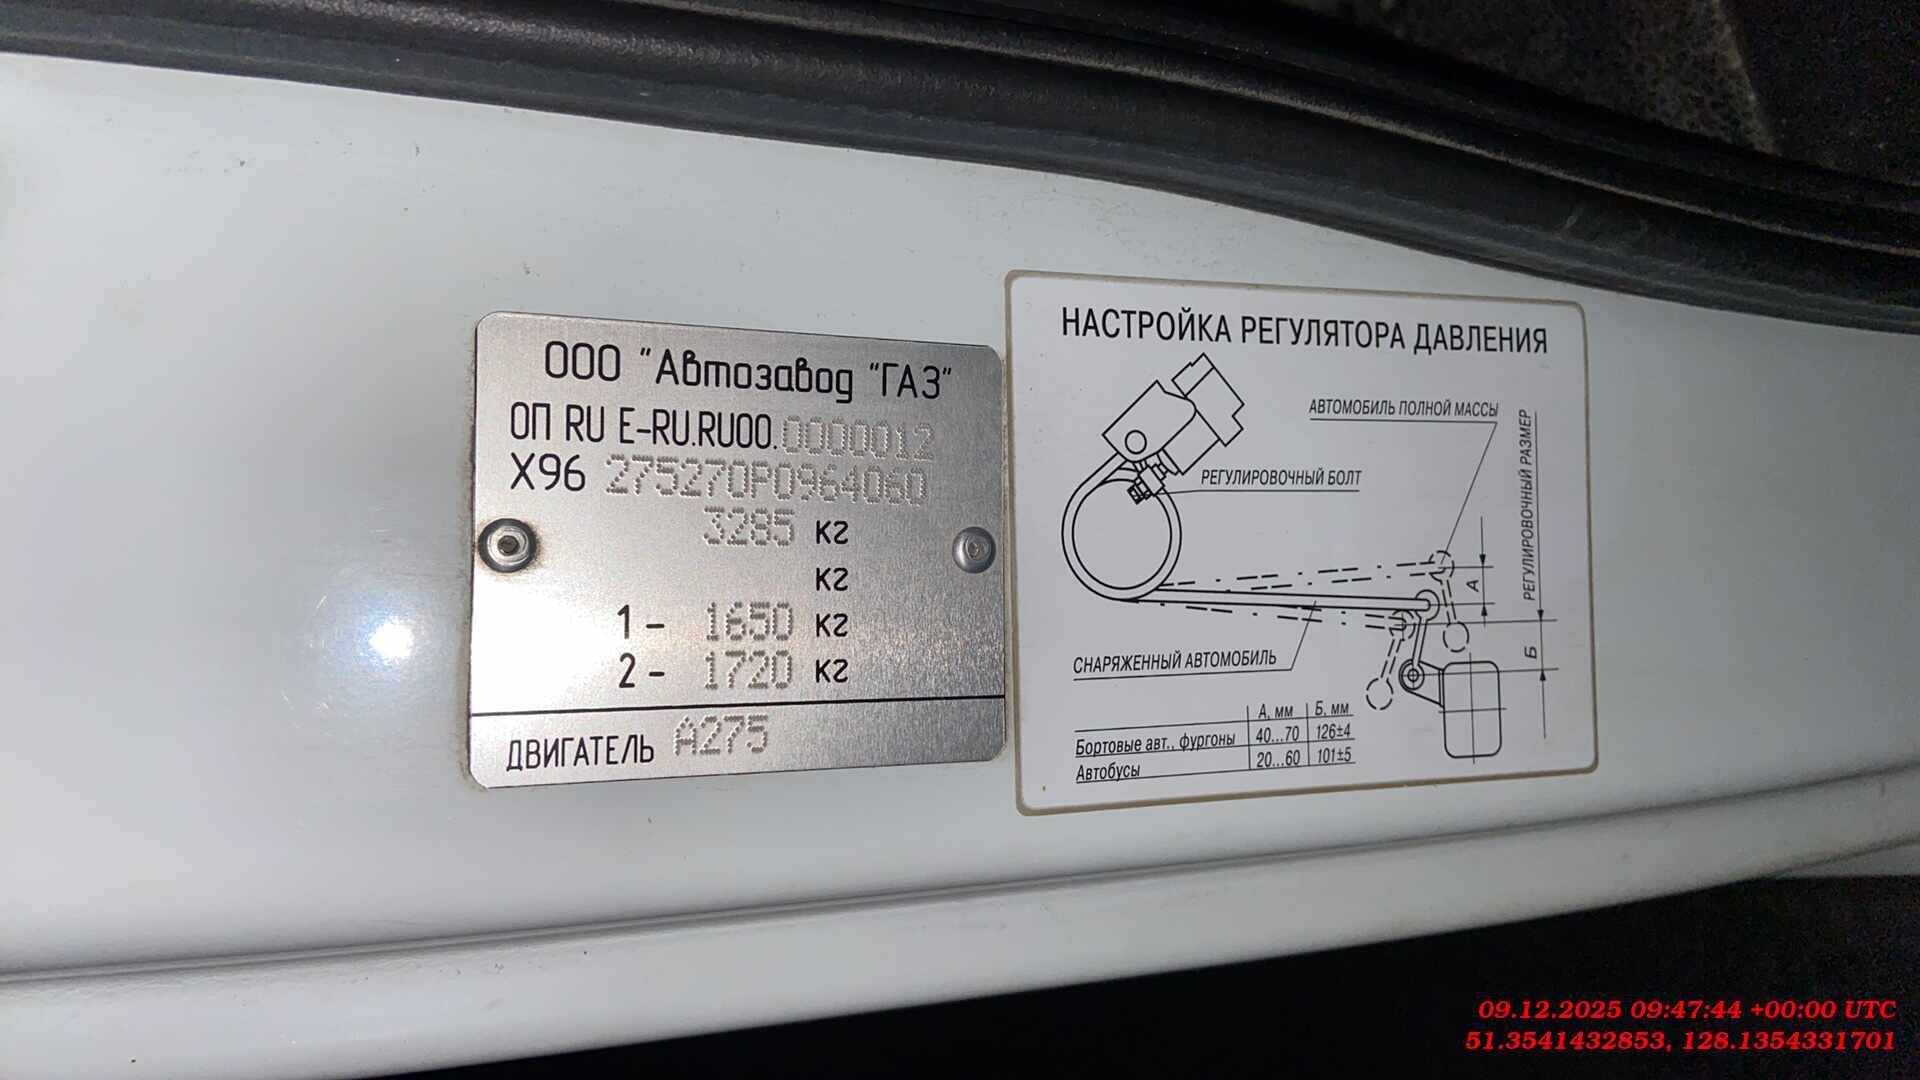 ООО "Автозавод "ГАЗ"
ОП RU E-RU.RU00.0000012
X96 275270P0964060
3285 кг
кг
1 - 1650 кг
2 - 1720 кг
ДВИГАТЕЛЬ А275
НАСТРОЙКА РЕГУЛЯТОРА ДАВЛЕНИЯ
АВТОМОБИЛЬ ПОЛНОЙ МАССЫ
РЕГУЛИРОВОЧНЫЙ РАЗМЕР
РЕГУЛИРОВОЧНЫЙ БОЛТ
А
Б
СНАРЯЖЕННЫЙ АВТОМОБИЛЬ
А, мм Б, мм
Бортовые авт., фургоны 40...70 126±4
Автобусы 20...60 101±5
09.12.2025 09:47:44 +00:00 UTC
51.3541432853, 128.1354331701